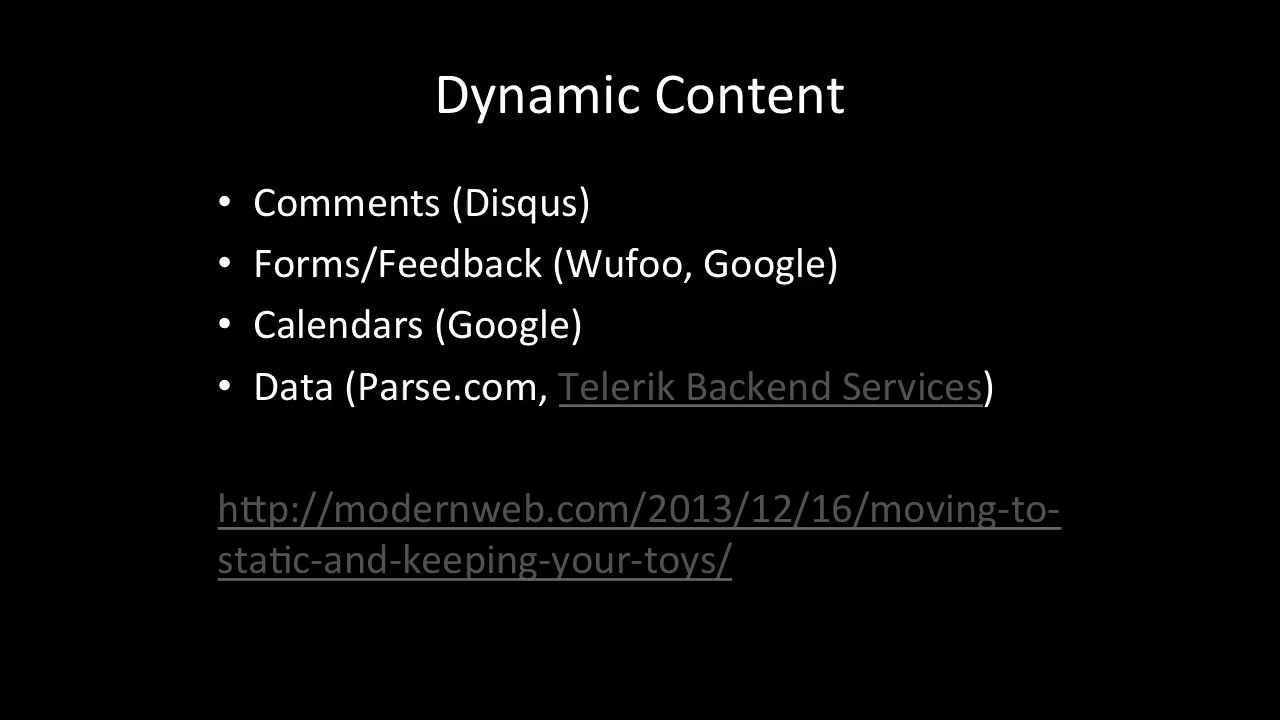 Dynamic Content
• Comments (Disqus)
• Forms/Feedback (Wufoo, Google)
• Calendars (Google)
• Data (Parse.com, Telerik Backend Services)
http://modernweb.com/2013/12/16/moving-to-
static-and-keeping-your-toys/